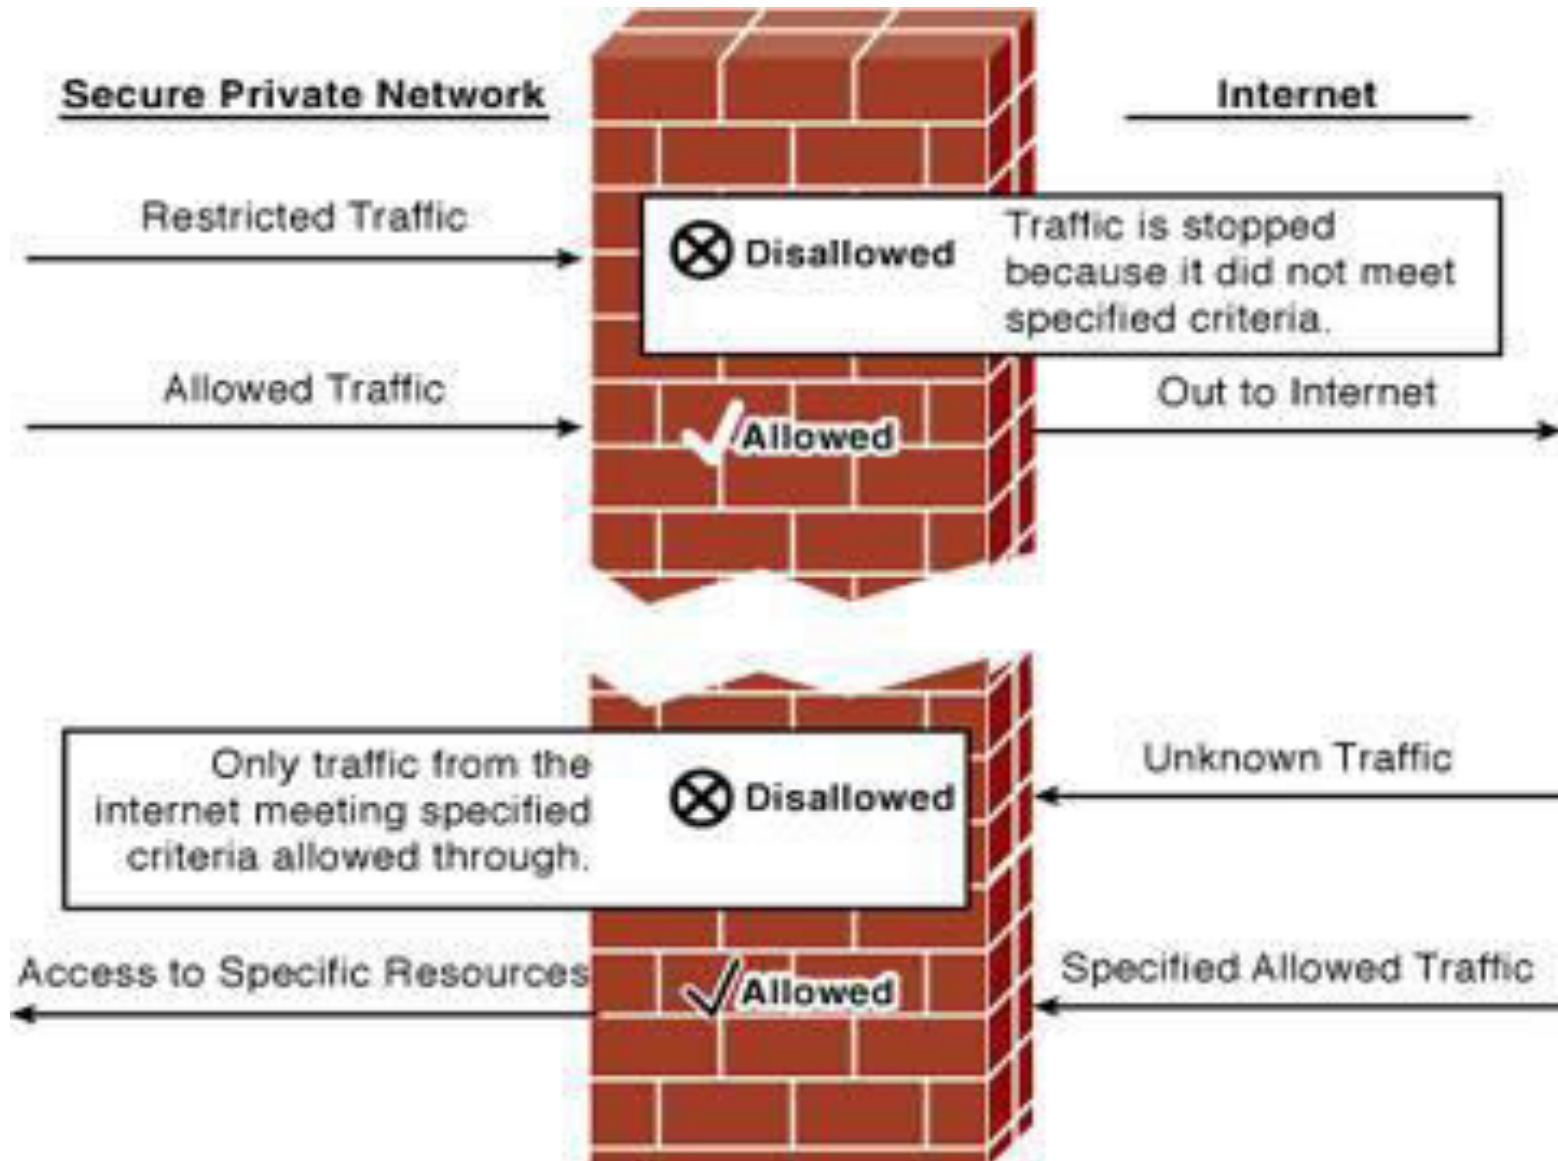 Secure Private Network
Internet
Restricted Traffic
Disallowed
Traffic is stopped
because it did not meet
specified criteria.
Allowed Traffic
Allowed
Out to Internet
Only traffic from the
internet meeting specified
criteria allowed through.
Disallowed
Unknown Traffic
Access to Specific Resources
Allowed
Specified Allowed Traffic